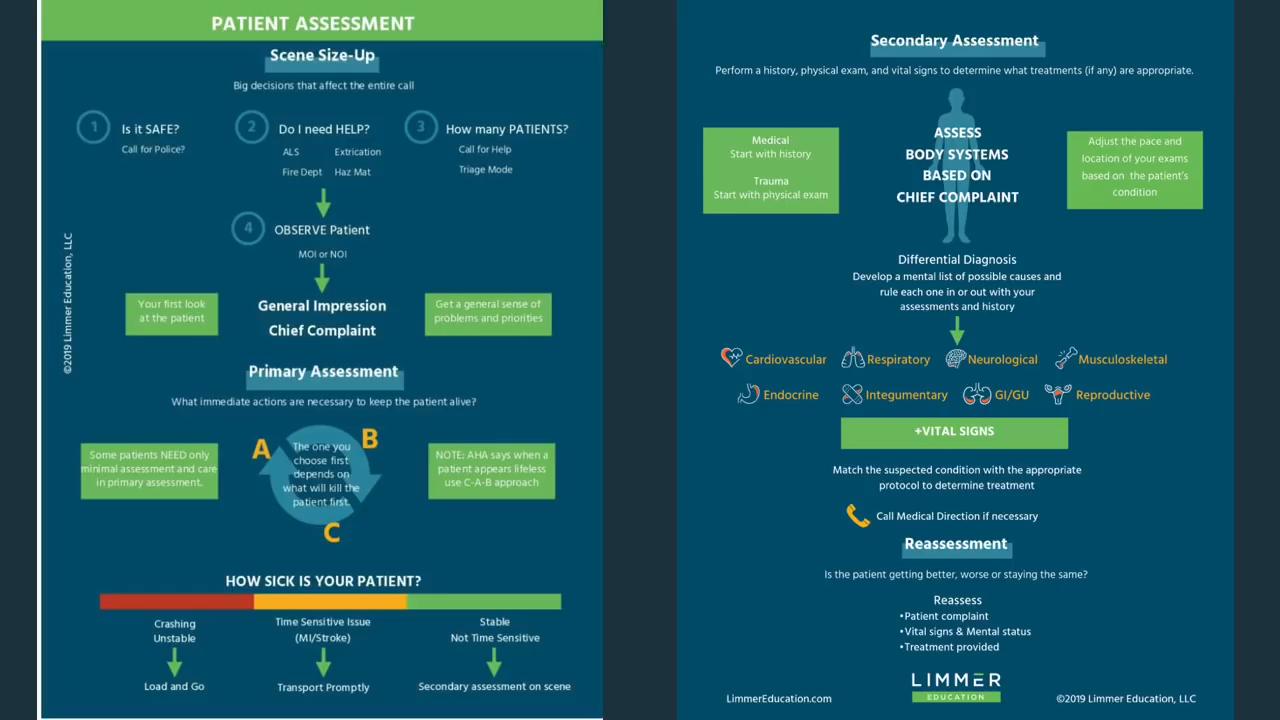 PATIENT ASSESSMENT
Scene Size-Up
Big decisions that affect the entire call
1
Is it SAFE?
Call for Police?
2
Do I need HELP?
ALS
Extrication
Fire Dept
Haz Mat
3
How many PATIENTS?
Call for Help
Triage Mode
4
OBSERVE Patient
MOI or NOI
Your first look
at the patient
General Impression
Chief Complaint
Get a general sense of
problems and priorities
©2019 Limmer Education, LLC
Primary Assessment
What immediate actions are necessary to keep the patient alive?
Some patients NEED only
minimal assessment and care
in primary assessment.
A
B
C
The one you
choose first
depends on
what will kill the
patient first.
NOTE: AHA says when a
patient appears lifeless
use C-A-B approach
HOW SICK IS YOUR PATIENT?
Crashing
Unstable
Load and Go
Time Sensitive Issue
(MI/Stroke)
Transport Promptly
Stable
Not Time Sensitive
Secondary assessment on scene
Secondary Assessment
Perform a history, physical exam, and vital signs to determine what treatments (if any) are appropriate.
Medical
Start with history
Trauma
Start with physical exam
ASSESS
BODY SYSTEMS
BASED ON
CHIEF COMPLAINT
Adjust the pace and
location of your exams
based on the patient's
condition
Differential Diagnosis
Develop a mental list of possible causes and
rule each one in or out with your
assessments and history
Cardiovascular
Respiratory
Neurological
Musculoskeletal
Endocrine
Integumentary
GI/GU
Reproductive
+VITAL SIGNS
Match the suspected condition with the appropriate
protocol to determine treatment
Call Medical Direction if necessary
Reassessment
Is the patient getting better, worse or staying the same?
Reassess
•Patient complaint
•Vital signs & Mental status
•Treatment provided
LimmerEducation.com
LIMMER
EDUCATION
©2019 Limmer Education, LLC